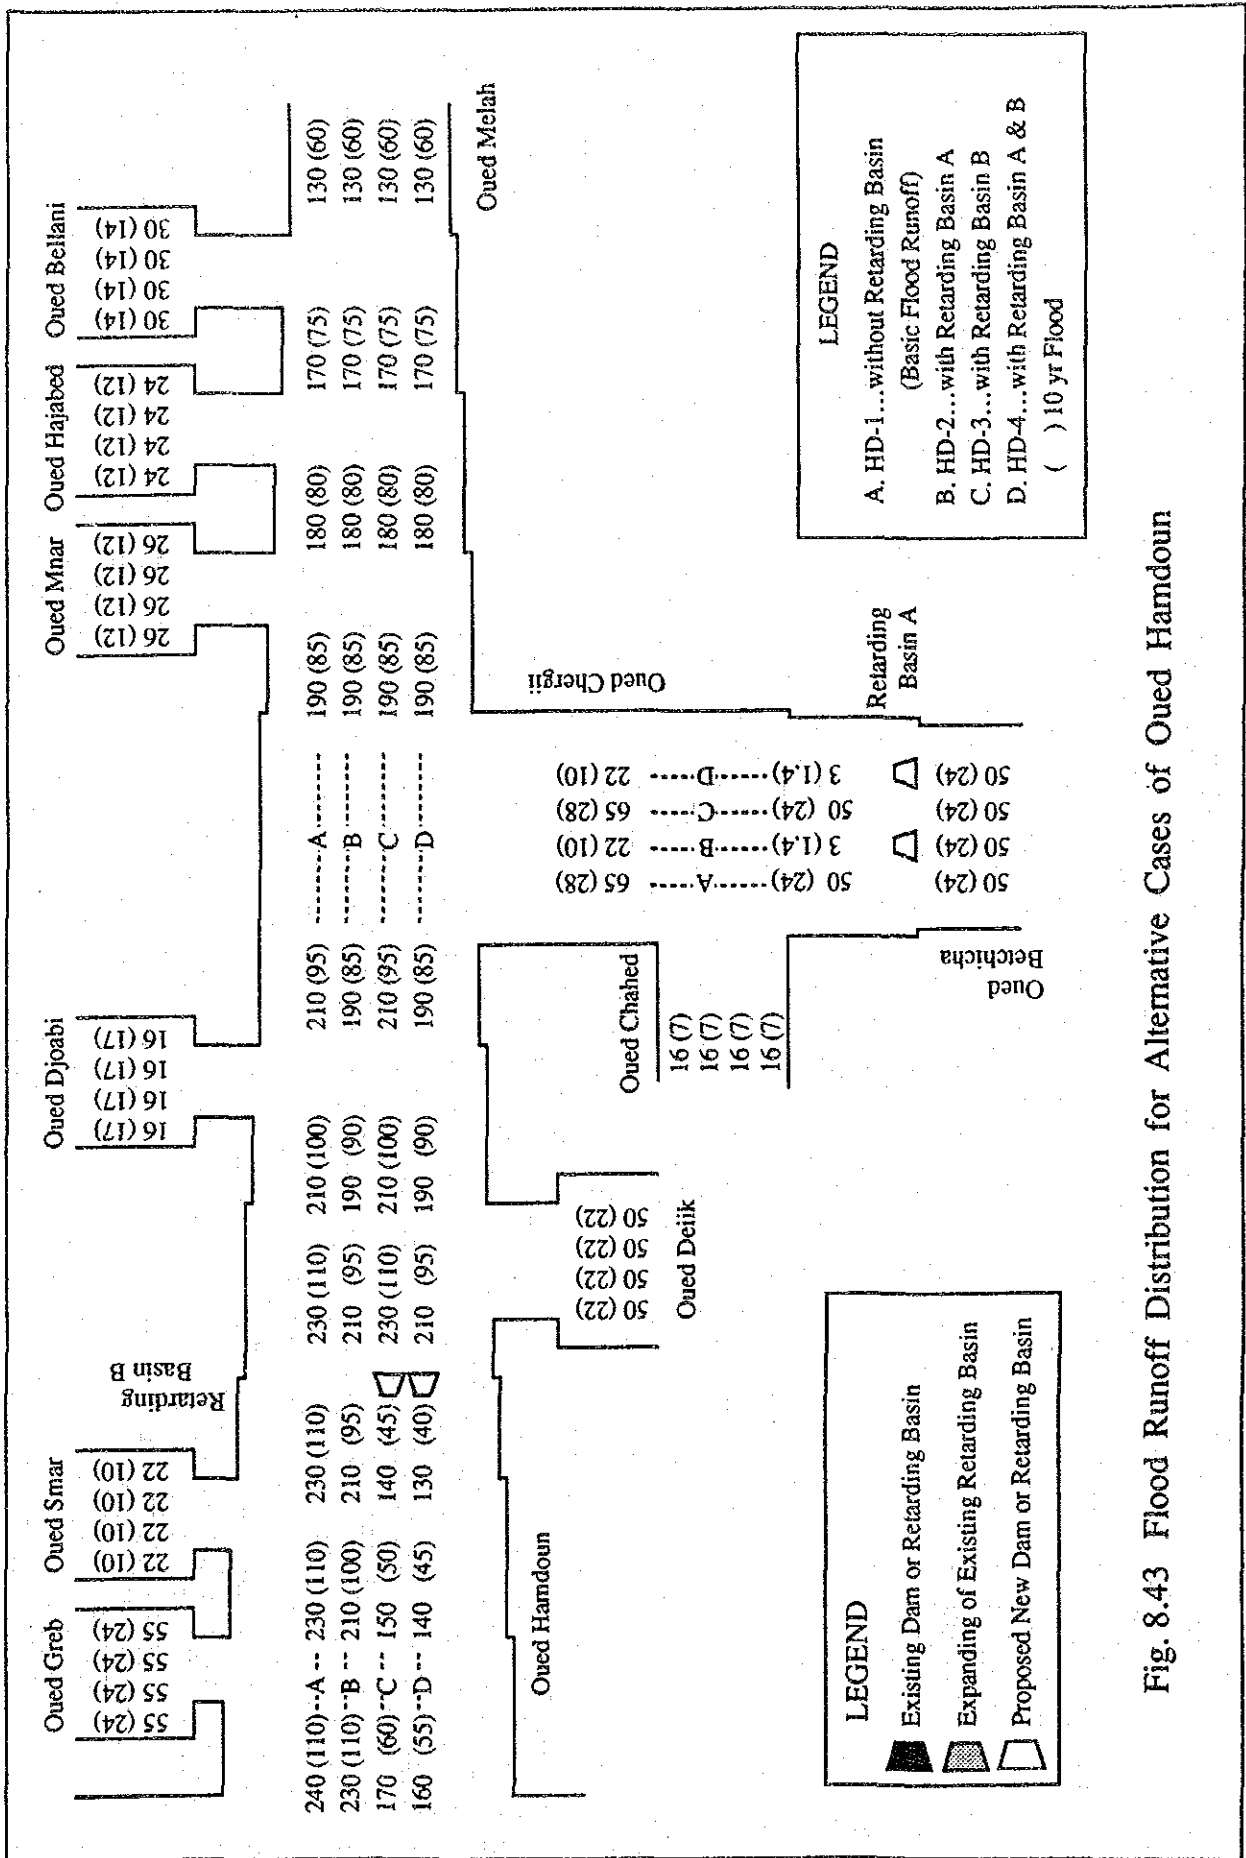 Oued Greb
55 (24)
55 (24)
55 (24)
55 (24)
Oued Smar
22 (10)
22 (10)
22 (10)
22 (10)
Retarding
Basin B
Oued Djoabi
16 (17)
16 (17)
16 (17)
16 (17)
Oued Mnar
26 (12)
26 (12)
26 (12)
26 (12)
Oued Hajabed
24 (12)
24 (12)
24 (12)
24 (12)
Oued Bellani
30 (14)
30 (14)
30 (14)
30 (14)
240 (110)--A-- 230 (110) 230 (110) 230 (110) 210 (100) 210 (95) -------A-------- 190 (85) 180 (80) 170 (75) 130 (60)
230 (110)--B-- 210 (100) 210 (95) 210 (95) 190 (90) 190 (85) -------B-------- 190 (85) 180 (80) 170 (75) 130 (60)
170 (60)--C-- 150 (50) 140 (45) 230 (110) 210 (100) 210 (95) -------C-------- 190 (85) 180 (80) 170 (75) 130 (60)
160 (55)--D-- 140 (45) 130 (40) 210 (95) 190 (90) 190 (85) -------D-------- 190 (85) 180 (80) 170 (75) 130 (60)
Oued Hamdoun
Oued Melah
50 (22)
50 (22)
50 (22)
50 (22)
Oued Deiik
Oued Chahed
16 (7)
16 (7)
16 (7)
16 (7)
Oued Chergii
22 (10) -----D------ 3 (1.4)
65 (28) -----C------ 50 (24)
22 (10) -----B------ 3 (1.4)
65 (28) -----A------ 50 (24)
Retarding
Basin A
50 (24)
50 (24)
50 (24)
50 (24)
Oued
Betchicha
LEGEND
Existing Dam or Retarding Basin
Expanding of Existing Retarding Basin
Proposed New Dam or Retarding Basin
LEGEND
A. HD-1...without Retarding Basin
(Basic Flood Runoff)
B. HD-2...with Retarding Basin A
C. HD-3...with Retarding Basin B
D. HD-4...with Retarding Basin A & B
( ) 10 yr Flood
Fig. 8.43 Flood Runoff Distribution for Alternative Cases of Oued Hamdoun